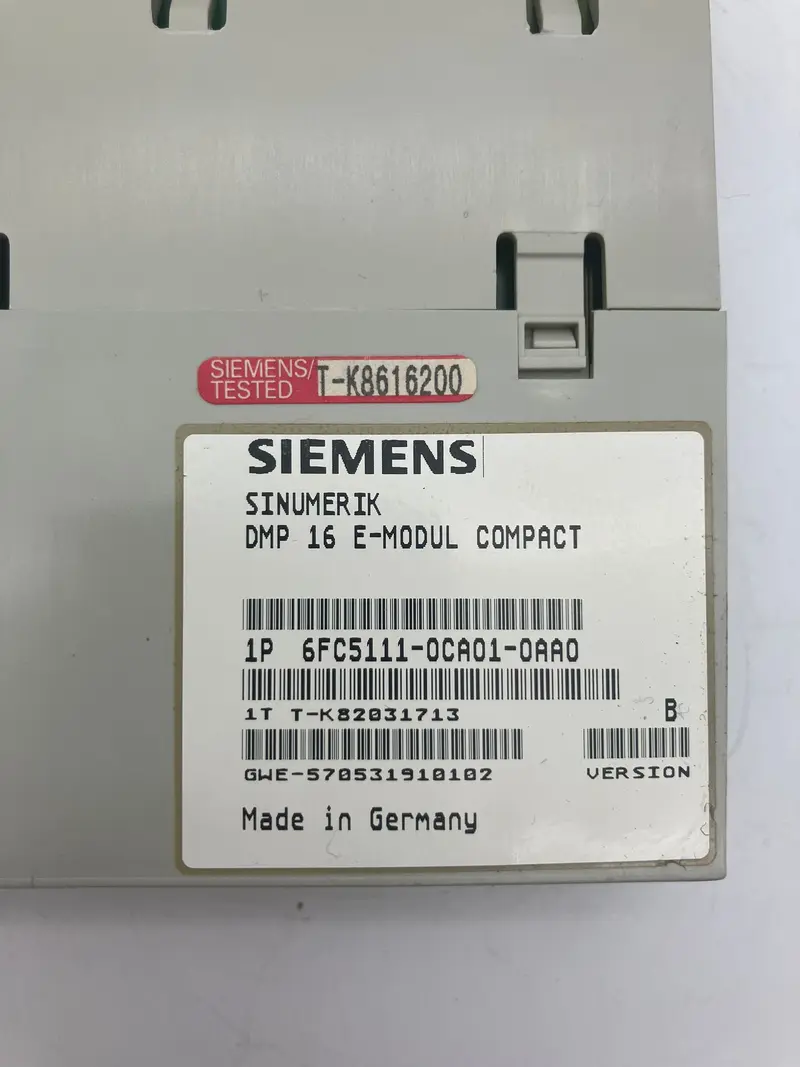 SIEMENS/
TESTED T-K8616200
SIEMENS
SINUMERIK
DMP 16 E-MODUL COMPACT
1P 6FC5111-0CA01-0AA0
1T T-K82031713 B
GWE-570531910102 VERSION
Made in Germany